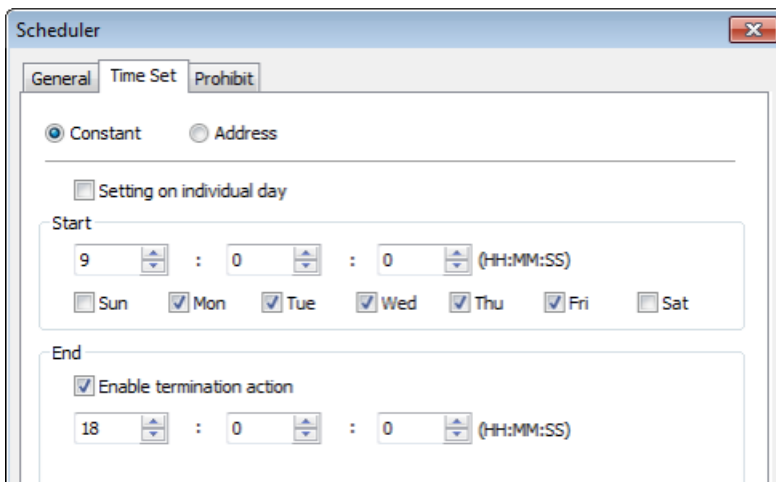 Scheduler
General Time Set Prohibit
Constant Address
Setting on individual day
Start
9 : 0 : 0 (HH:MM:SS)
Sun Mon Tue Wed Thu Fri Sat
End
Enable termination action
18 : 0 : 0 (HH:MM:SS)